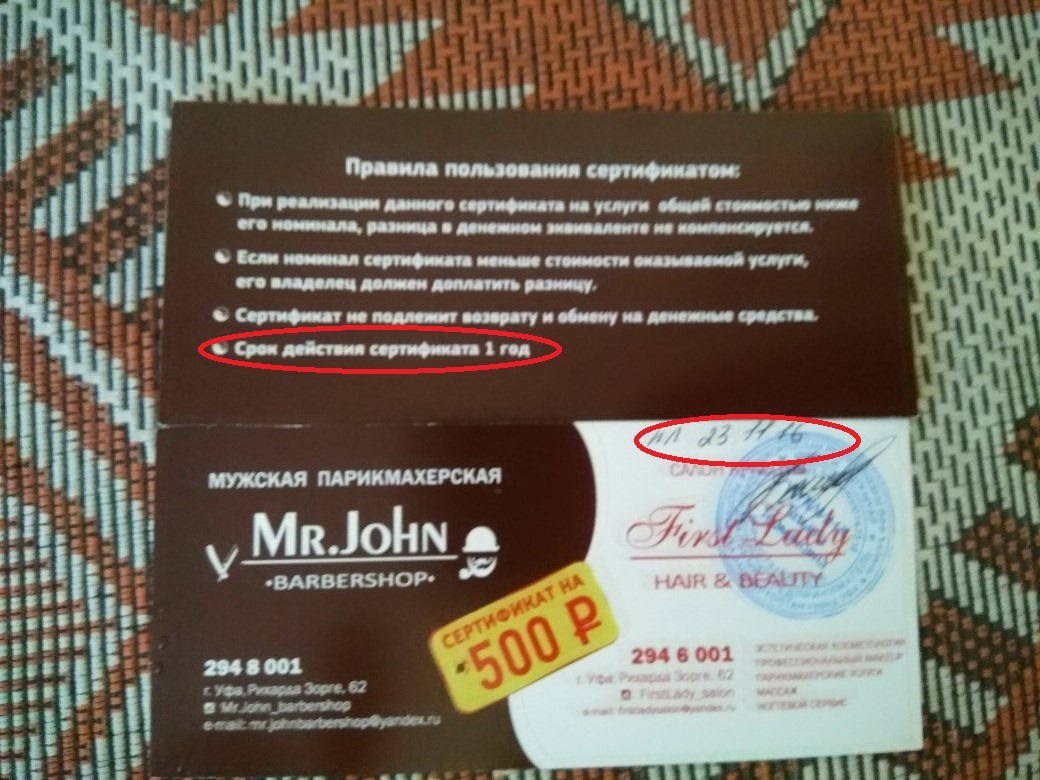 Правила пользования сертификатом:
При реализации данного сертификата на услуги общей стоимостью ниже
его номинала, разница в денежном эквиваленте не компенсируется.
Если номинал сертификата меньше стоимости оказываемой услуги,
его владелец должен доплатить разницу.
Сертификат не подлежит возврату и обмену на денежные средства.
Срок действия сертификата 1 год
МУЖСКАЯ ПАРИКМАХЕРСКАЯ
MR.JOHN
•BARBERSHOP•
СЕРТИФИКАТ НА
500 ₽
294 8 001
г. Уфа, Рихарда Зорге, 62
Mr.John_barbershop
e-mail: mr.johnbarbershop@yandex.ru
23 11 16
САЛОН
First Lady
HAIR & BEAUTY
294 6 001
г. Уфа, Рихарда Зорге, 62
FirstLady_salon
e-mail: firstladysalon@yandex.ru
ЭСТЕТИЧЕСКАЯ КОСМЕТОЛОГИЯ
ПРОФЕССИОНАЛЬНЫЙ МАКЕUP
ПАРИКМАХЕРСКИЕ УСЛУГИ
МАССАЖ
НОГТЕВОЙ СЕРВИС